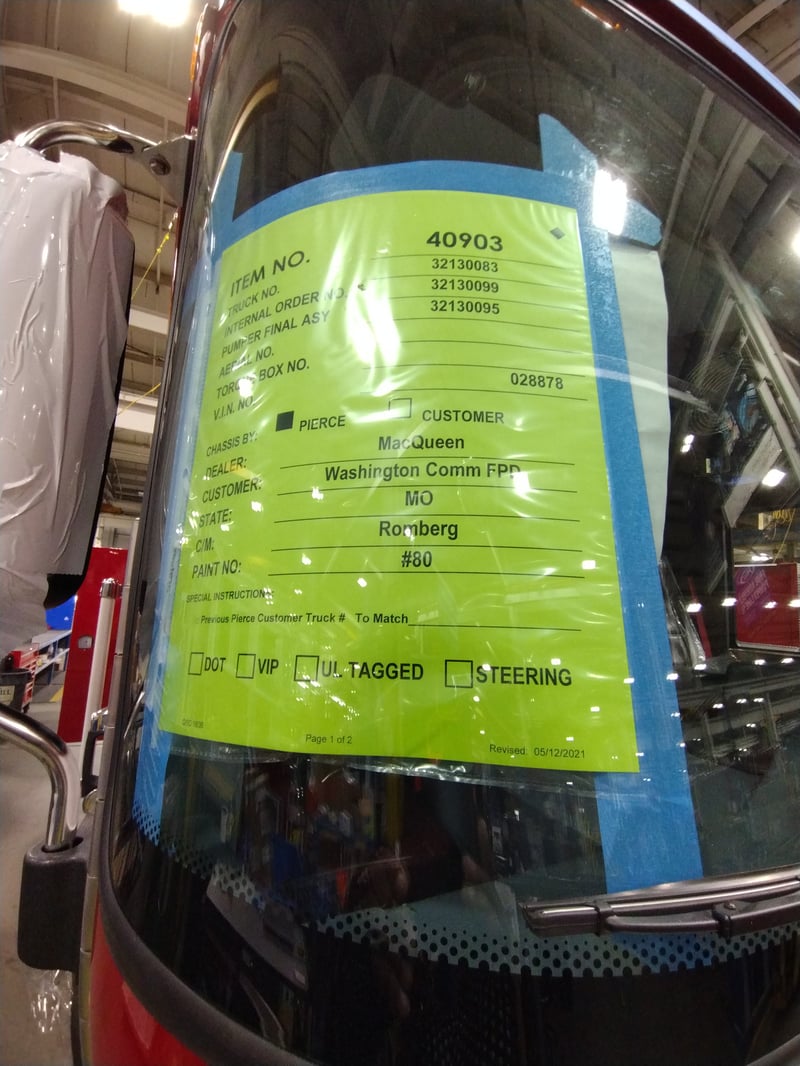 ITEM NO. 40903
TRUCK NO. 32130083
INTERNAL ORDER NO. 32130099
PUMPER FINAL ASY 32130095
AERIAL NO.
TORQUE BOX NO.
V.I.N. NO. 028878
CHASSIS BY: PIERCE CUSTOMER
DEALER: MacQueen
CUSTOMER: Washington Comm FPD
STATE: MO
C/M: Romberg
PAINT NO: #80
SPECIAL INSTRUCTIONS:
Previous Pierce Customer Truck # To Match
DOT VIP UL TAGGED STEERING
Page 1 of 2
Revised: 05/12/2021